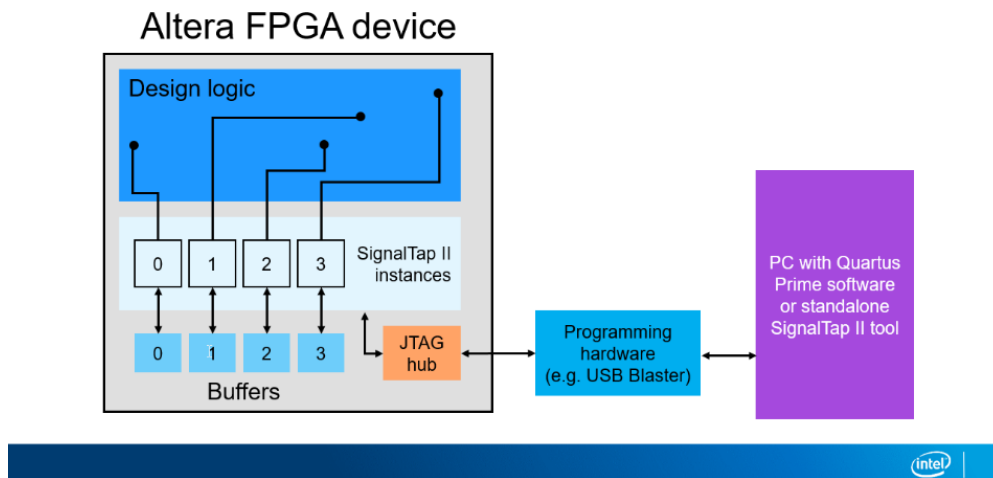 Altera FPGA device
Design logic
0 1 2 3
SignalTap II
instances
0 1 2 3
Buffers
JTAG
hub
Programming
hardware
(e.g. USB Blaster)
PC with Quartus
Prime software
or standalone
SignalTap II tool
intel